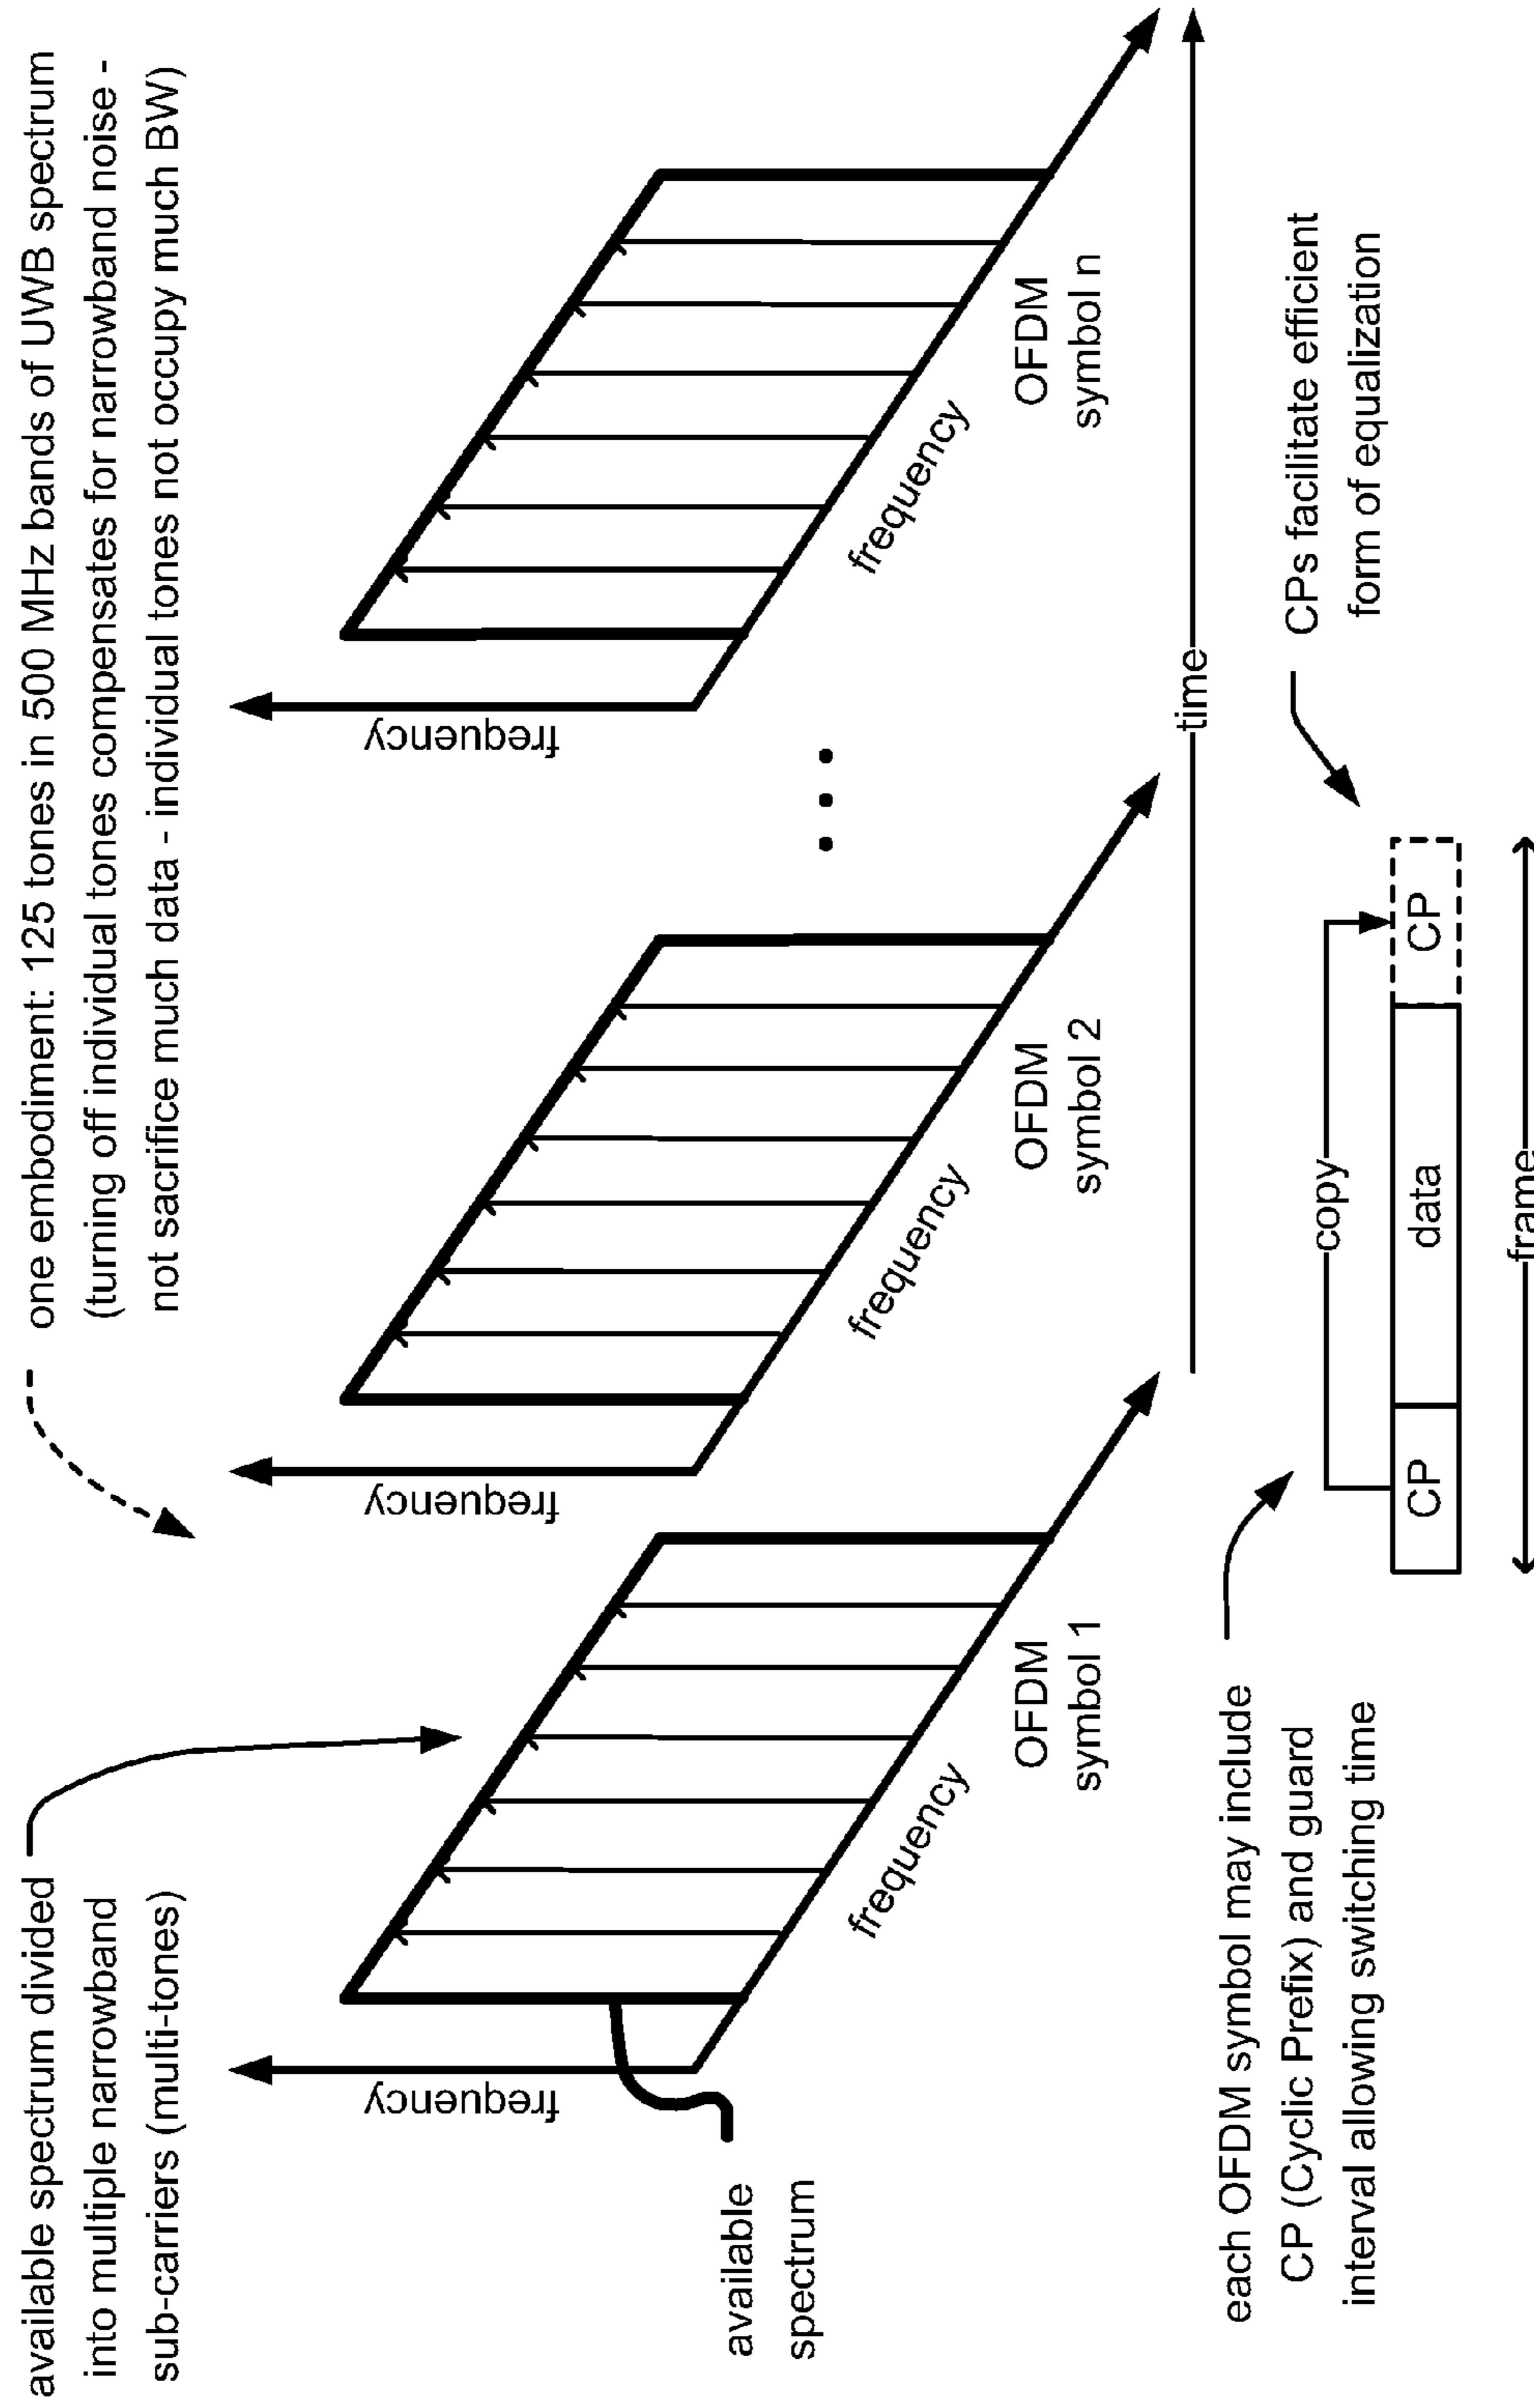 available spectrum divided
into multiple narrowband
sub-carriers (multi-tones)
one embodiment: 125 tones in 500 MHz bands of UWB spectrum
(turning off individual tones compensates for narrowband noise -
not sacrifice much data - individual tones not occupy much BW)
frequency
frequency
frequency
available
spectrum
frequency
frequency
frequency
OFDM
symbol 1
OFDM
symbol 2
...
OFDM
symbol n
time
each OFDM symbol may include
CP (Cyclic Prefix) and guard
interval allowing switching time
copy
CP
data
CP
frame
CPs facilitate efficient
form of equalization